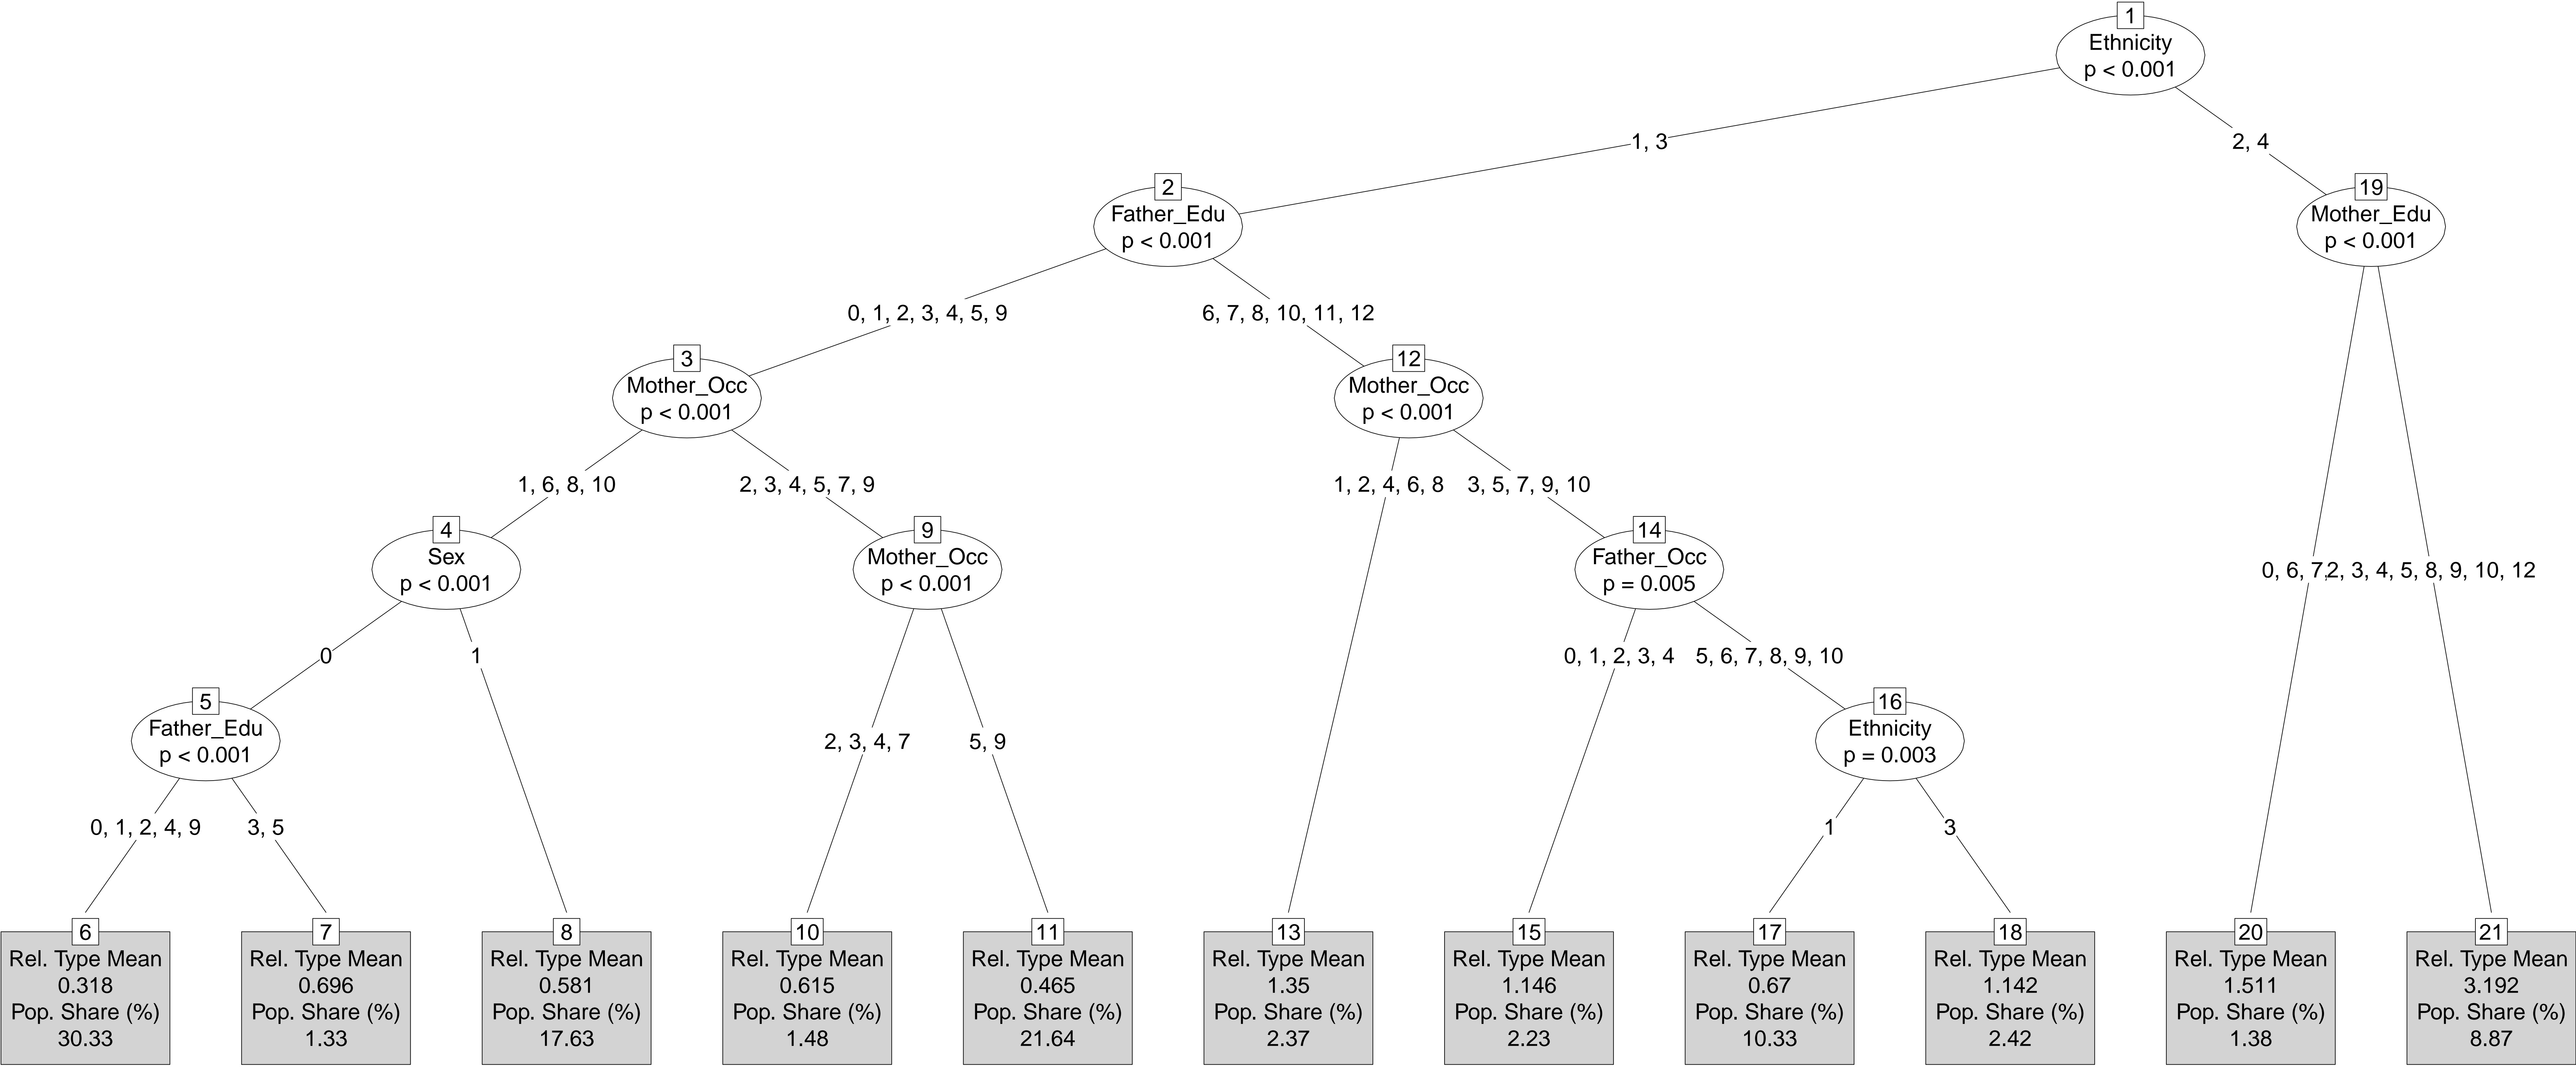 1
Ethnicity
p < 0.001
1, 3
2, 4
2
Father_Edu
p < 0.001
19
Mother_Edu
p < 0.001
0, 1, 2, 3, 4, 5, 9
6, 7, 8, 10, 11, 12
3
Mother_Occ
p < 0.001
12
Mother_Occ
p < 0.001
1, 6, 8, 10
2, 3, 4, 5, 7, 9
1, 2, 4, 6, 8
3, 5, 7, 9, 10
4
Sex
p < 0.001
9
Mother_Occ
p < 0.001
14
Father_Occ
p = 0.005
0, 6, 7
2, 3, 4, 5, 8, 9, 10, 12
0
1
0, 1, 2, 3, 4
5, 6, 7, 8, 9, 10
5
Father_Edu
p < 0.001
2, 3, 4, 7
5, 9
16
Ethnicity
p = 0.003
0, 1, 2, 4, 9
3, 5
1
3
6
Rel. Type Mean
0.318
Pop. Share (%)
30.33
7
Rel. Type Mean
0.696
Pop. Share (%)
1.33
8
Rel. Type Mean
0.581
Pop. Share (%)
17.63
10
Rel. Type Mean
0.615
Pop. Share (%)
1.48
11
Rel. Type Mean
0.465
Pop. Share (%)
21.64
13
Rel. Type Mean
1.35
Pop. Share (%)
2.37
15
Rel. Type Mean
1.146
Pop. Share (%)
2.23
17
Rel. Type Mean
0.67
Pop. Share (%)
10.33
18
Rel. Type Mean
1.142
Pop. Share (%)
2.42
20
Rel. Type Mean
1.511
Pop. Share (%)
1.38
21
Rel. Type Mean
3.192
Pop. Share (%)
8.87